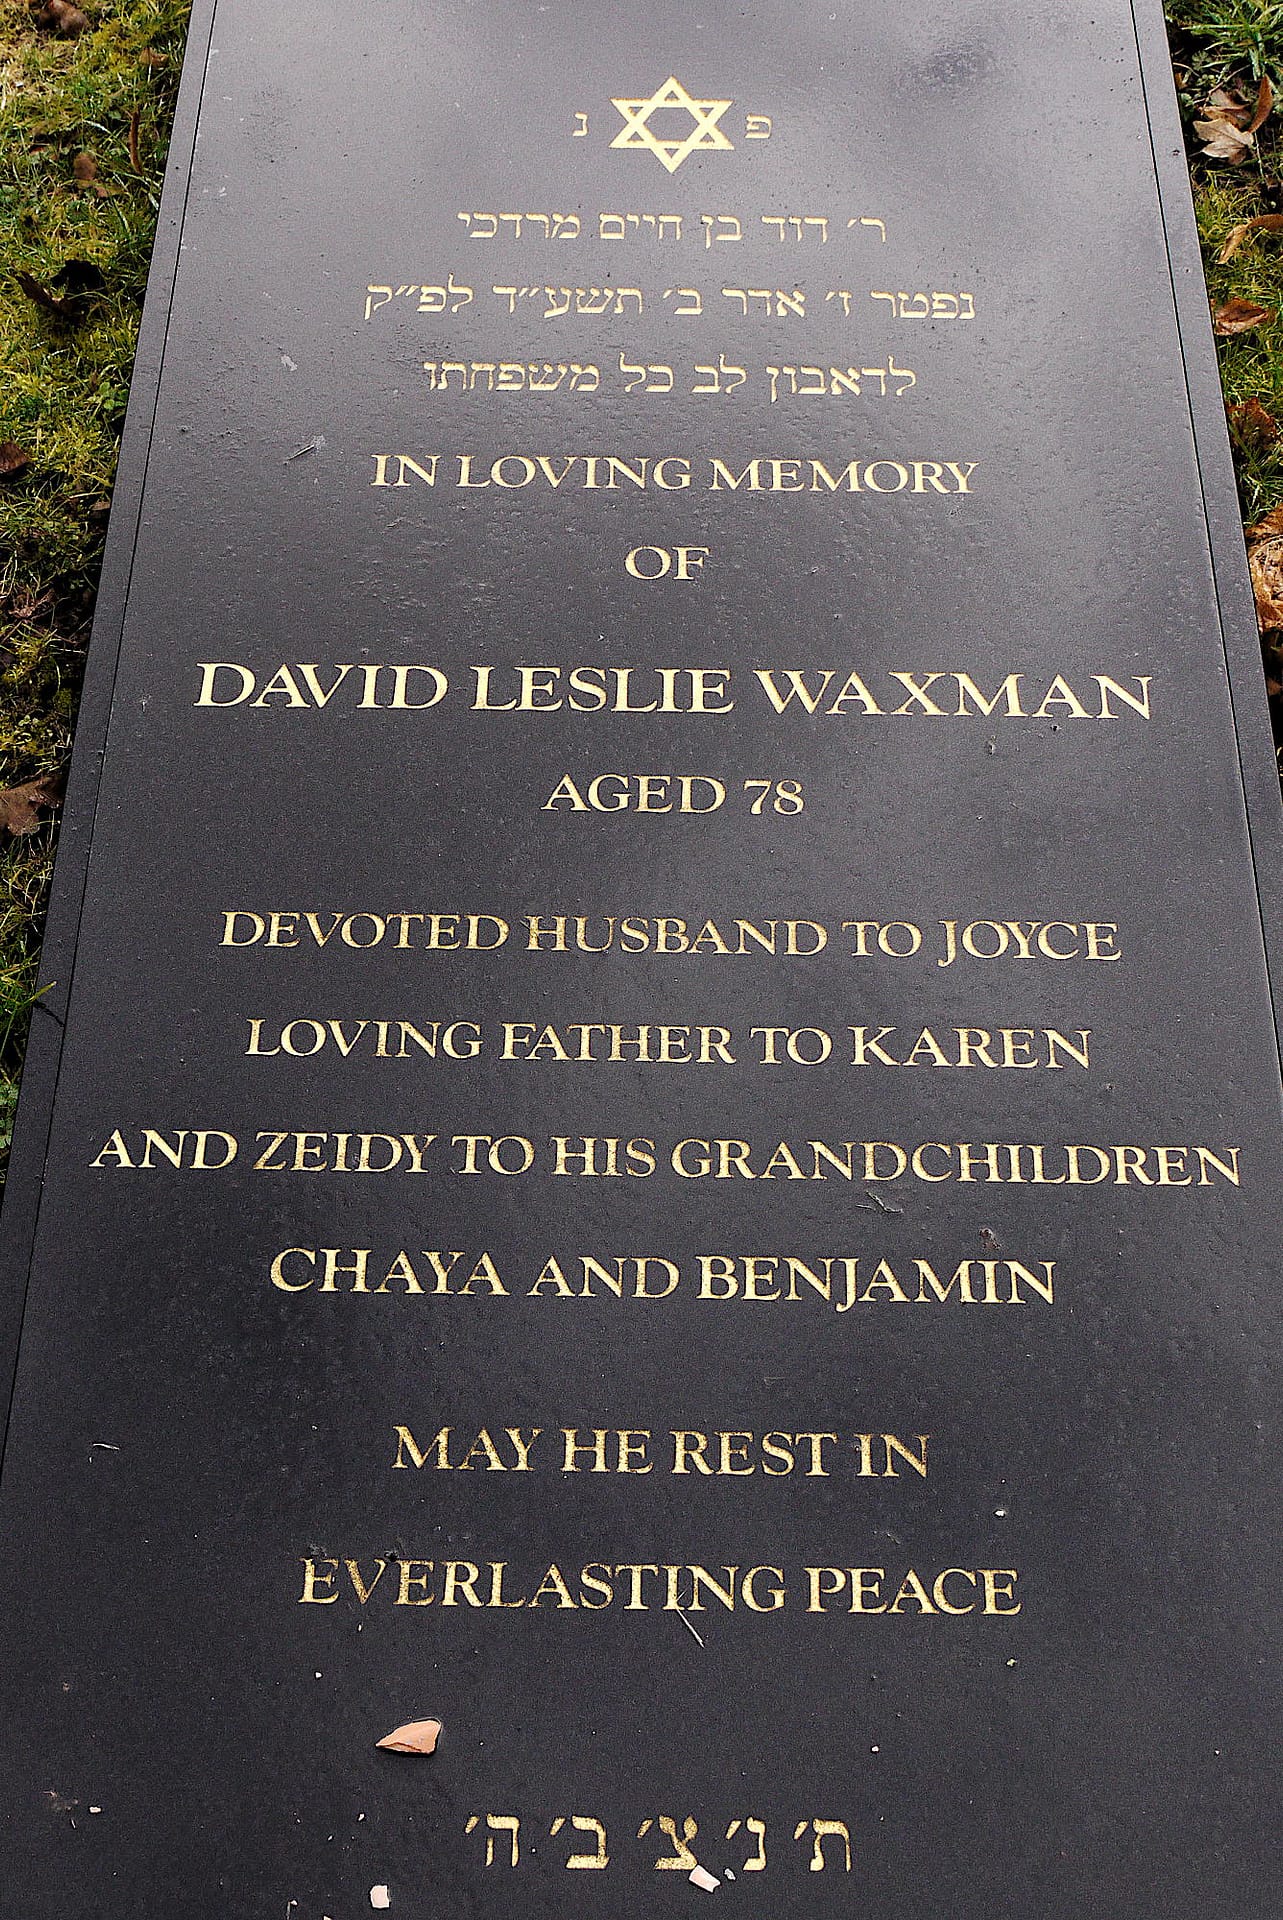 פ נ
ר׳ דוד בן חיים מרדכי
נפטר ז׳ אדר ב׳ תשע״ד לפ״ק
לדאבון לב כל משפחתו
IN LOVING MEMORY
OF
DAVID LESLIE WAXMAN
AGED 78
DEVOTED HUSBAND TO JOYCE
LOVING FATHER TO KAREN
AND ZEIDY TO HIS GRANDCHILDREN
CHAYA AND BENJAMIN
MAY HE REST IN
EVERLASTING PEACE
ת׳ נ׳ צ׳ ב׳ ה׳